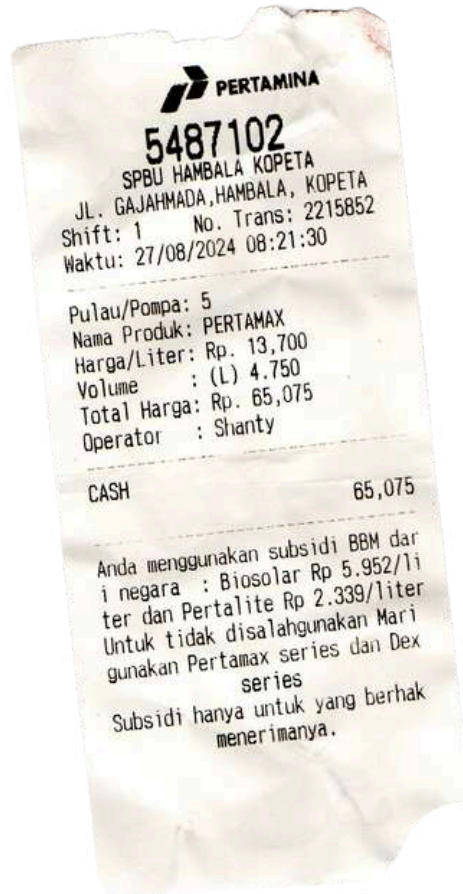 PERTAMINA
5487102
SPBU HAMBALA KOPETA
JL. GAJAHMADA,HAMBALA, KOPETA
Shift: 1 No. Trans: 2215852
Waktu: 27/08/2024 08:21:30
Pulau/Pompa: 5
Nama Produk: PERTAMAX
Harga/Liter: Rp. 13,700
Volume : (L) 4.750
Total Harga: Rp. 65,075
Operator : Shanty
CASH 65,075
Anda menggunakan subsidi BBM dar
i negara : Biosolar Rp 5.952/li
ter dan Pertalite Rp 2.339/liter
Untuk tidak disalahgunakan Mari
gunakan Pertamax series dan Dex
series
Subsidi hanya untuk yang berhak
menerimanya.